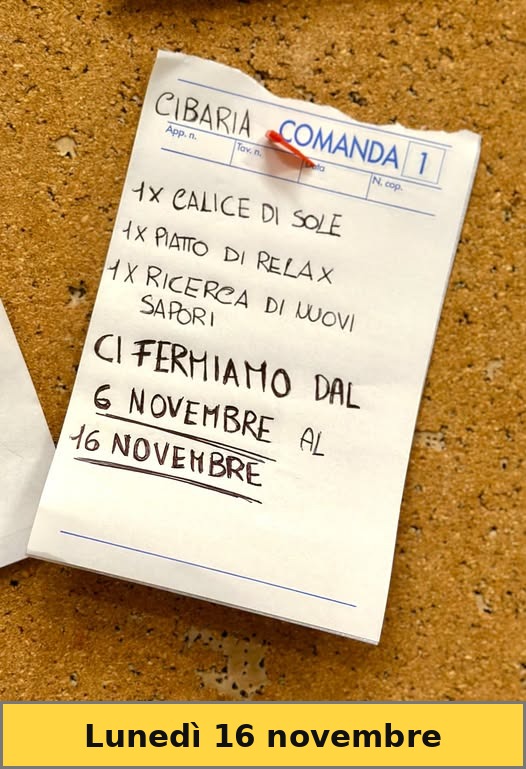 CIBARIA
COMANDA 1
App. n. Tav. n. Data N. cop.
1X CALICE DI SOLE
1X PIATTO DI RELAX
1X RICERCA DI NUOVI
SAPORI
CI FERMIAMO DAL
6 NOVEMBRE AL
16 NOVEMBRE
Lunedì 16 novembre